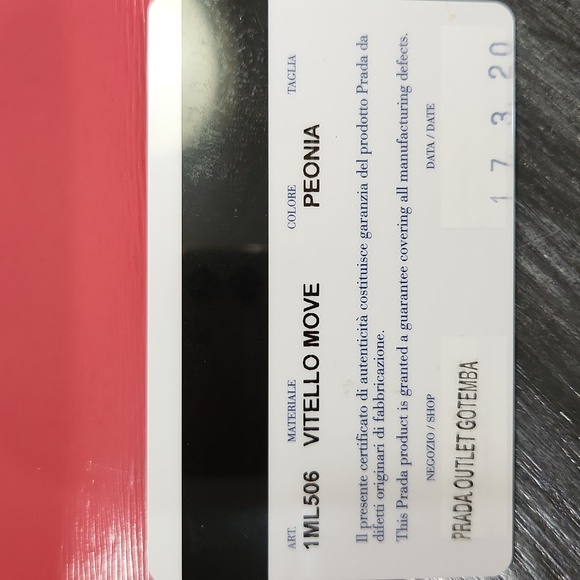 ART. MATERIALE COLORE TAGLIA
1ML506 VITELLO MOVE PEONIA
Il presente certificato di autenticità costituisce garanzia del prodotto Prada da
difetti originari di fabbricazione.
This Prada product is granted a guarantee covering all manufacturing defects.
NEGOZIO / SHOP DATA / DATE
PRADA.OUTLET GOTEMBA 17 3. 20